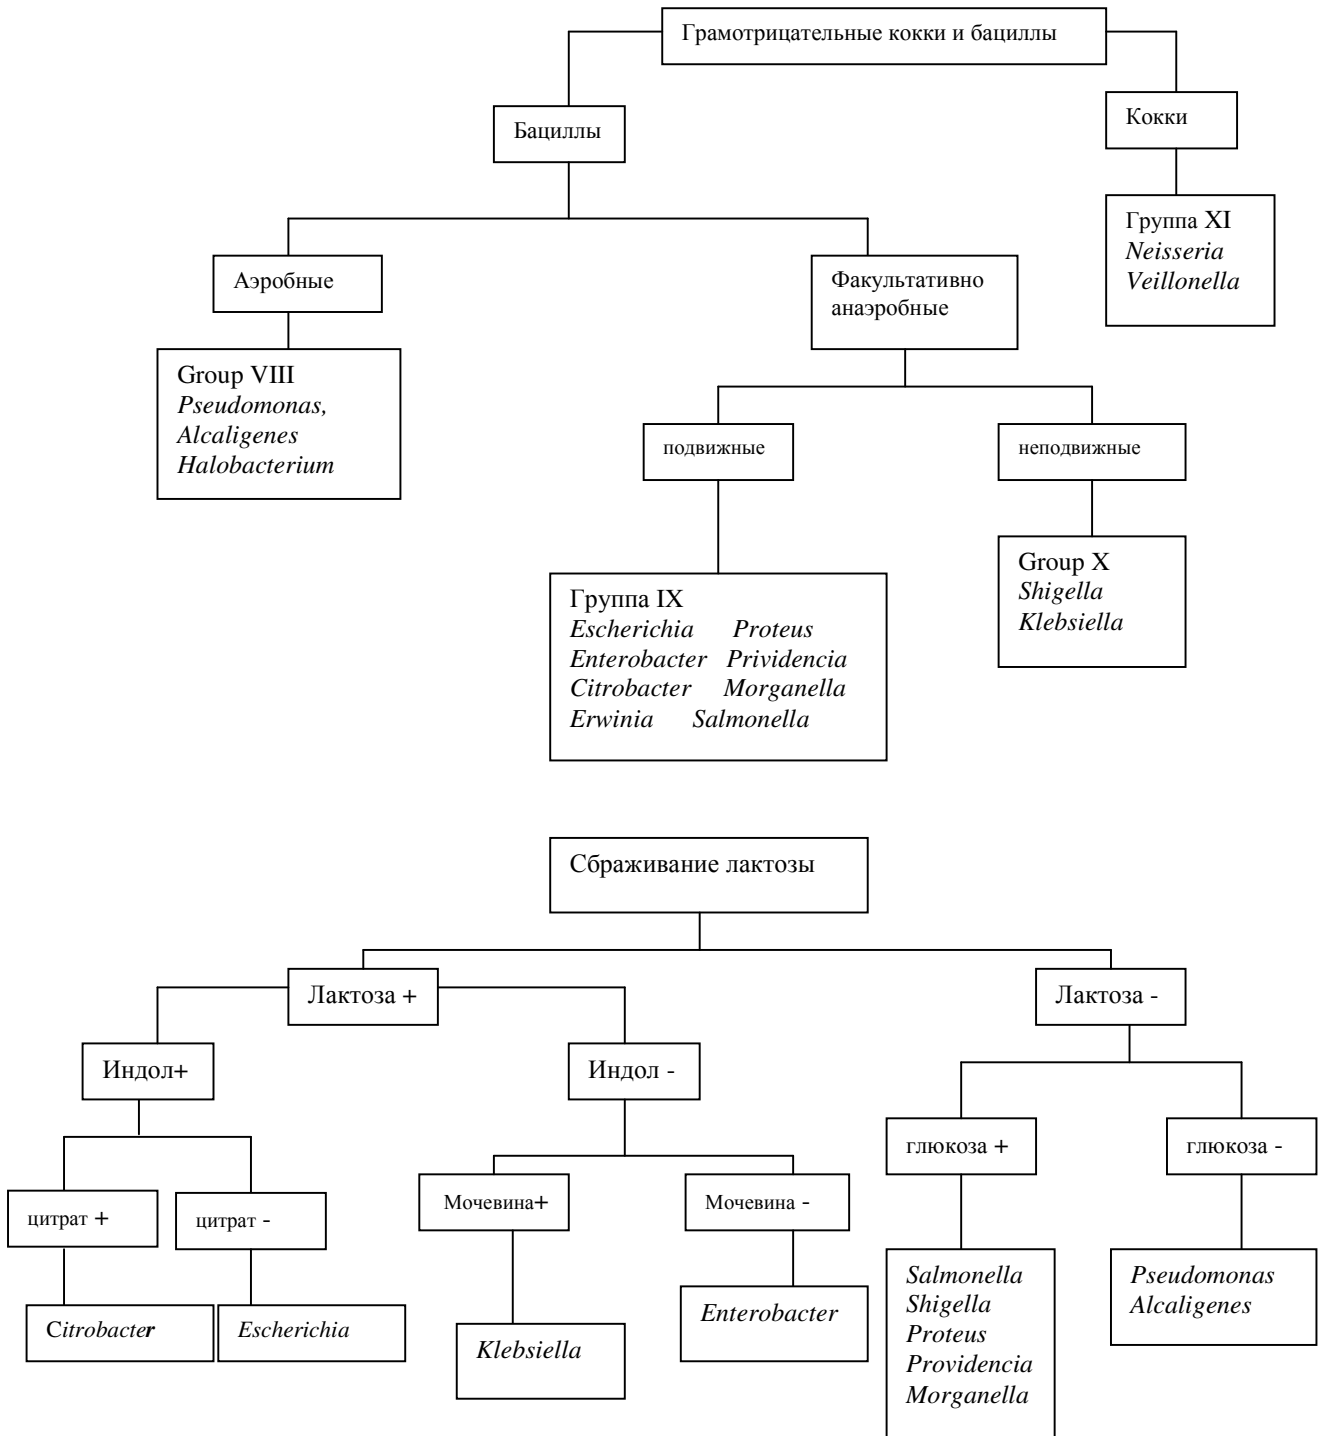 Грамотрицательные кокки и бациллы
Бациллы
Кокки
Группа XI
Neisseria
Veillonella
Аэробные
Факультативно
анаэробные
Group VIII
Pseudomonas,
Alcaligenes
Halobacterium
подвижные
неподвижные
Группа IX
Escherichia Proteus
Enterobacter Prividencia
Citrobacter Morganella
Erwinia Salmonella
Group X
Shigella
Klebsiella
Сбраживание лактозы
Лактоза +
Лактоза -
Индол+
Индол -
глюкоза +
глюкоза -
цитрат +
цитрат -
Мочевина+
Мочевина -
Citrobacter
Escherichia
Klebsiella
Enterobacter
Salmonella
Shigella
Proteus
Providencia
Morganella
Pseudomonas
Alcaligenes